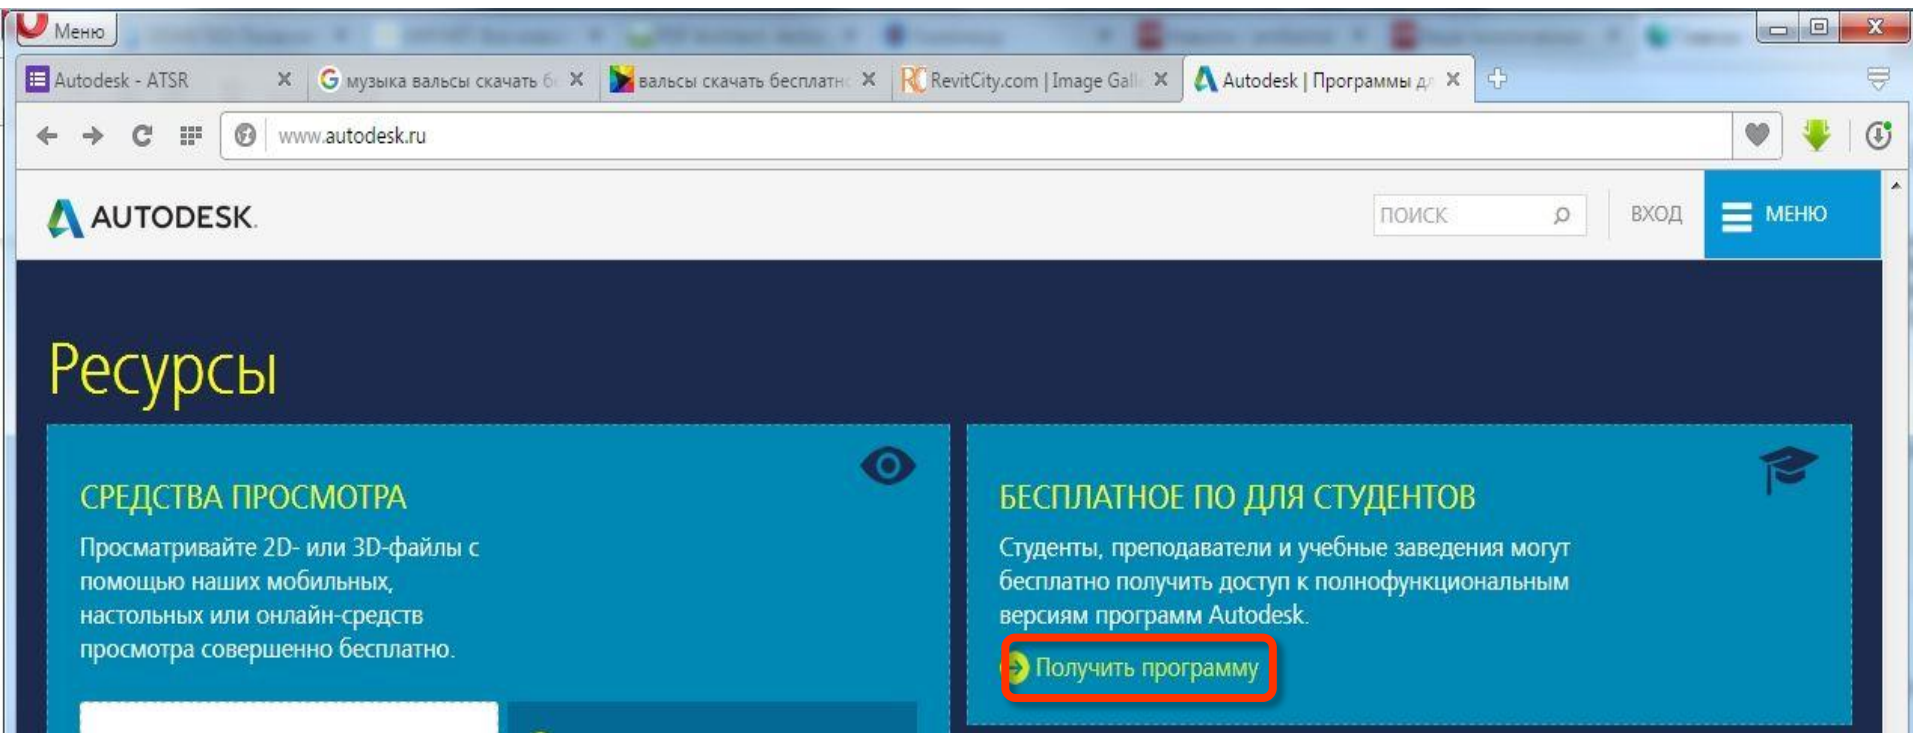 Меню
Autodesk - ATSR
музыка вальсы скачать бе
вальсы скачать бесплатно
RevitCity.com | Image Gall
Autodesk | Программы дл
www.autodesk.ru
AUTODESK.
ПОИСК
ВХОД
МЕНЮ
Ресурсы
СРЕДСТВА ПРОСМОТРА
Просматривайте 2D- или 3D-файлы с
помощью наших мобильных,
настольных или онлайн-средств
просмотра совершенно бесплатно.
БЕСПЛАТНОЕ ПО ДЛЯ СТУДЕНТОВ
Студенты, преподаватели и учебные заведения могут
бесплатно получить доступ к полнофункциональным
версиям программ Autodesk.
Получить программу